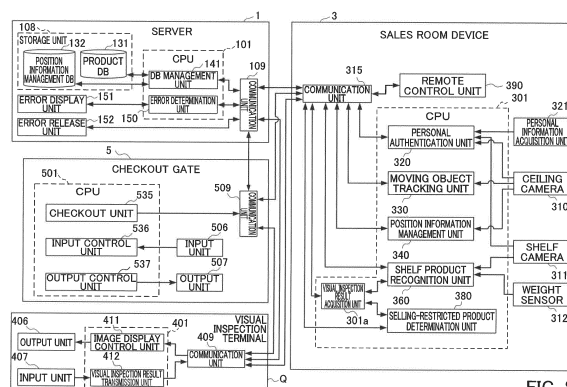 1
SERVER
108
STORAGE UNIT
132
131
POSITION
INFORMATION
MANAGEMENT DB
PRODUCT
DB
101
CPU
141
DB MANAGEMENT
UNIT
109
COMMUNICATION
UNIT
151
ERROR DISPLAY
UNIT
ERROR DETERMINATION
UNIT
150
152
ERROR RELEASE
UNIT
5
CHECKOUT GATE
501
CPU
535
CHECKOUT UNIT
509
COMMUNICATION
UNIT
536
INPUT CONTROL
UNIT
506
INPUT
UNIT
537
OUTPUT CONTROL
UNIT
507
OUTPUT
UNIT
VISUAL
INSPECTION
TERMINAL
406
OUTPUT UNIT
411
IMAGE DISPLAY
CONTROL UNIT
401
409
COMMUNICATION
UNIT
407
INPUT UNIT
412
VISUAL INSPECTION RESULT
TRANSMISSION UNIT
Q
3
SALES ROOM DEVICE
315
COMMUNICATION
UNIT
REMOTE
CONTROL UNIT
390
301
CPU
321
PERSONAL
INFORMATION
ACQUISITION UNIT
PERSONAL
AUTHENTICATION UNIT
320
MOVING OBJECT
TRACKING UNIT
330
CEILING
CAMERA
310
POSITION INFORMATION
MANAGEMENT UNIT
340
SHELF
CAMERA
311
SHELF PRODUCT
RECOGNITION UNIT
360
WEIGHT
SENSOR
312
VISUAL INSPECTION
RESULT
ACQUISITION UNIT
301a
380
SELLING-RESTRICTED PRODUCT
DETERMINATION UNIT